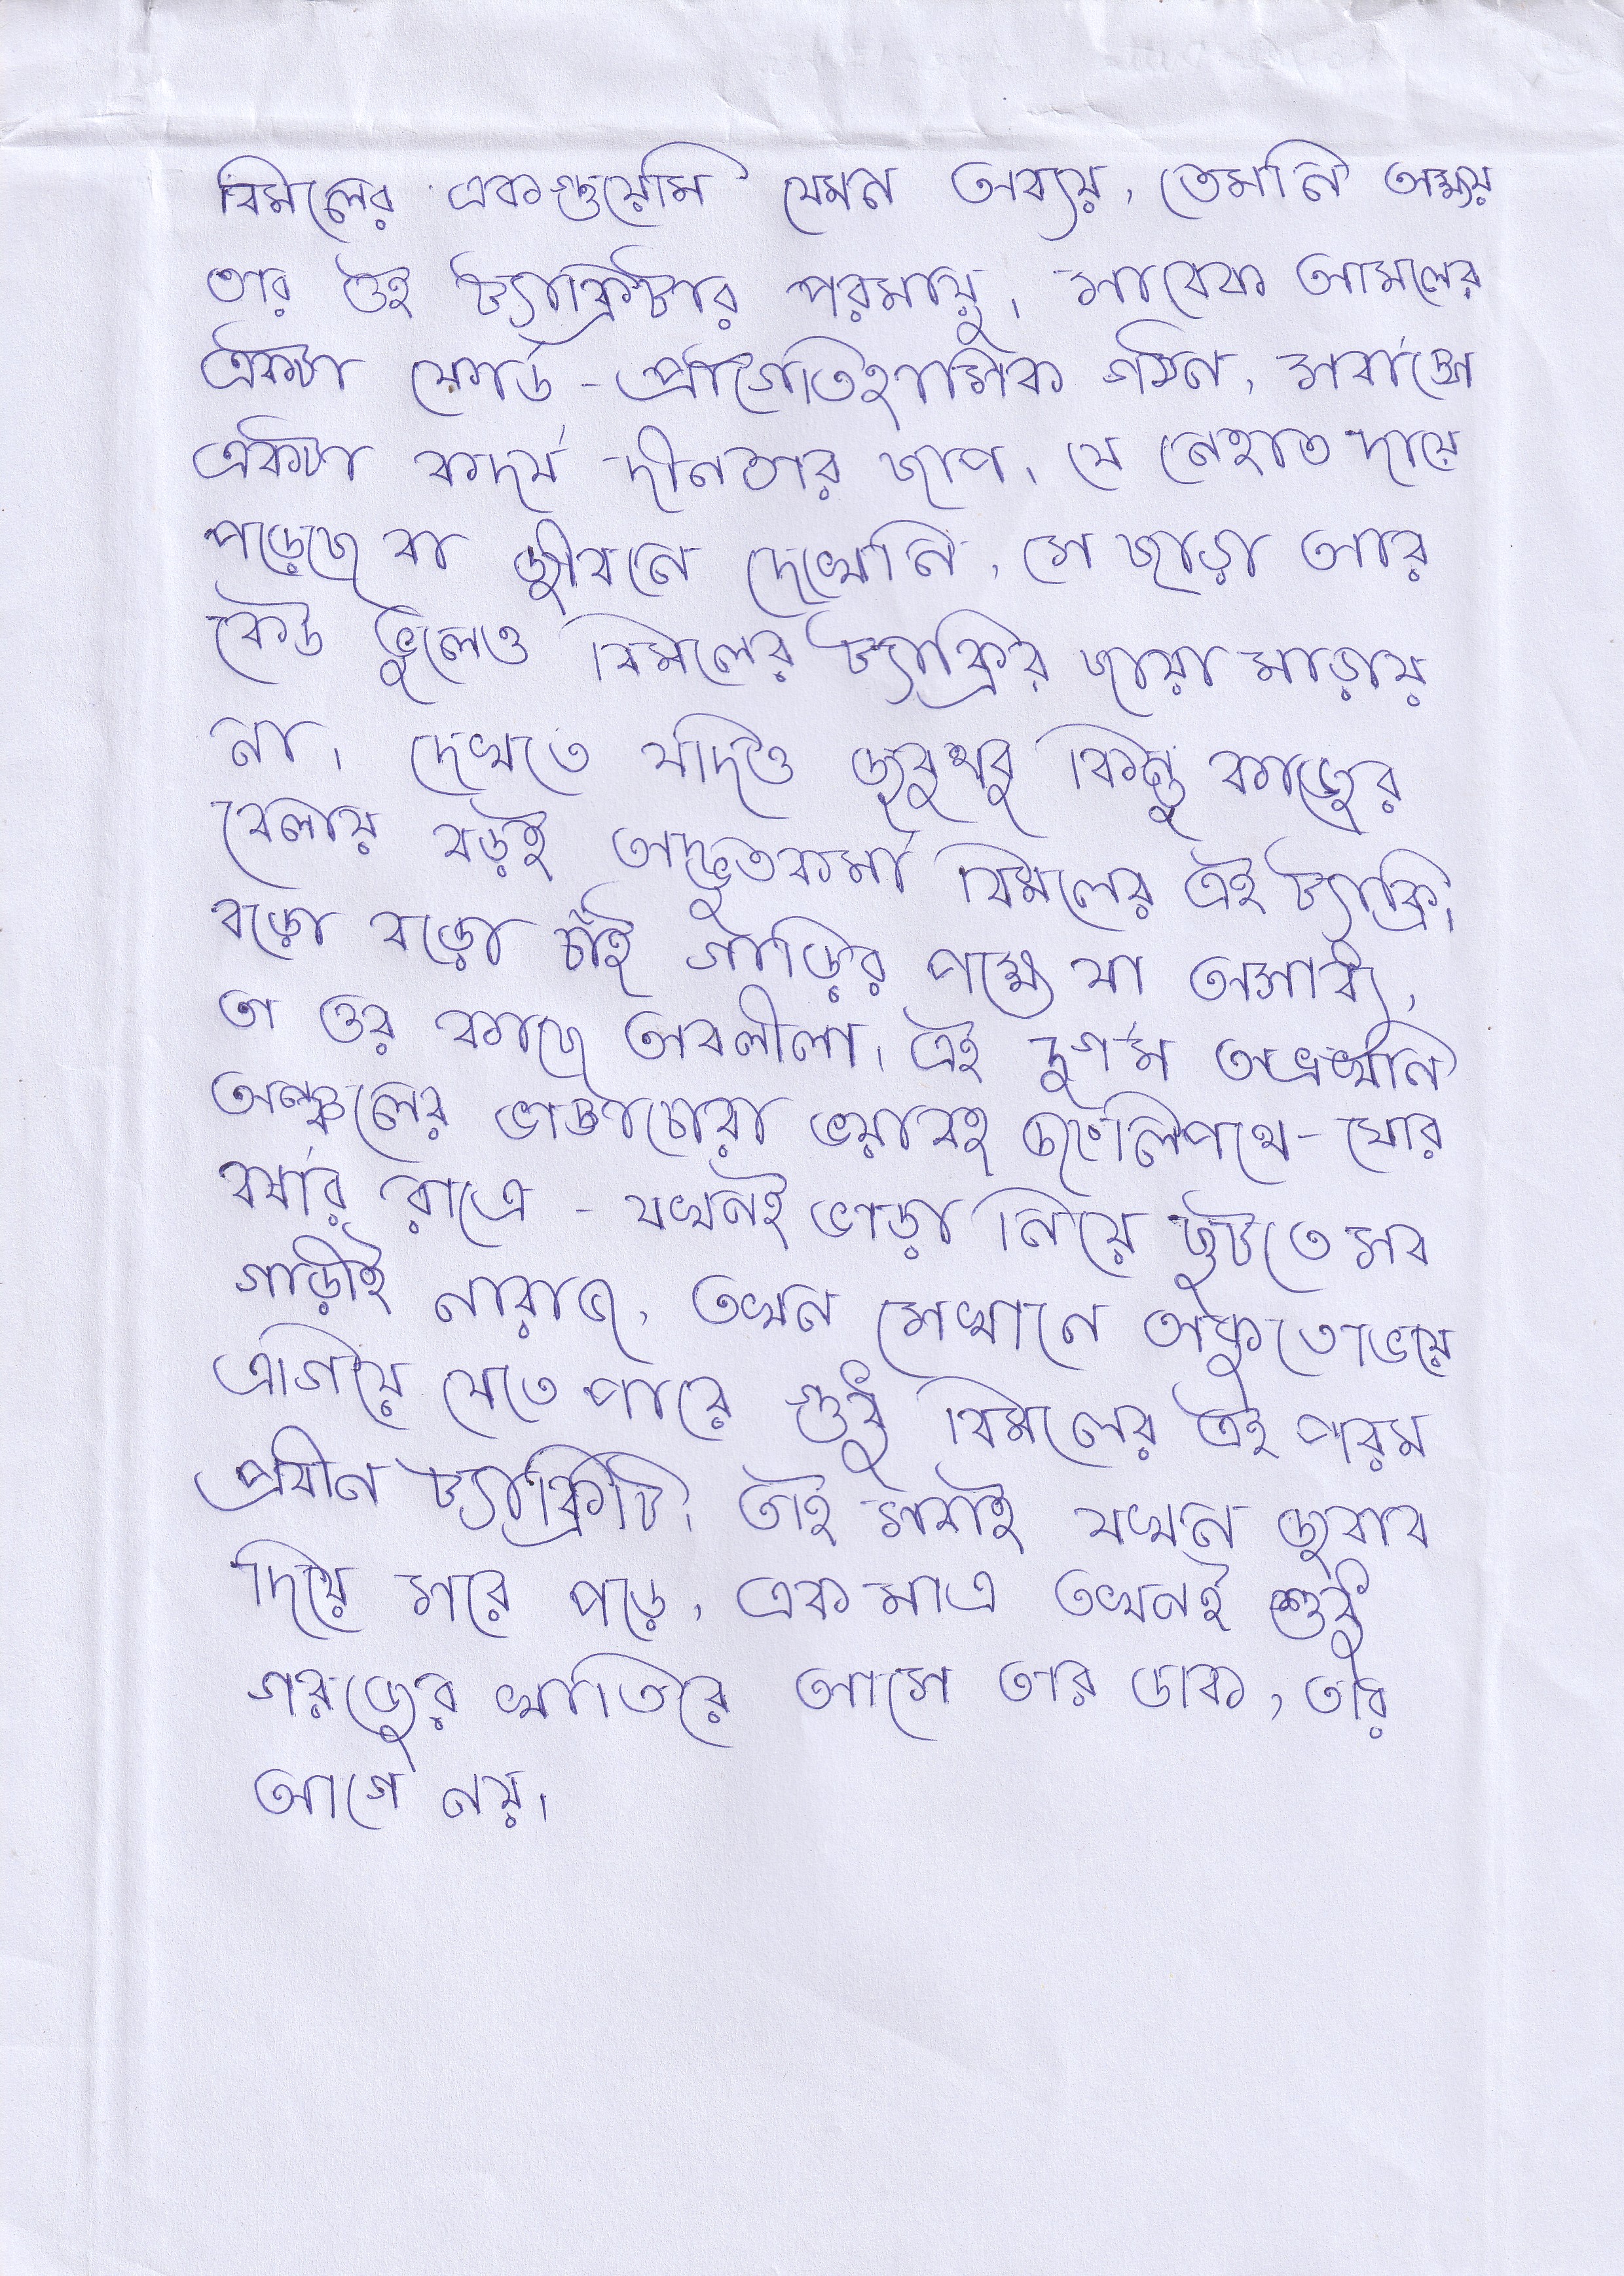 বিমলের একগুয়েমি যেমন অব্যয়, তেমনি অক্ষয়
তার ওই ট্যাক্সিটার পরমায়ু। সাবেক আমলের
একটা ফোর্ড - প্রাগৈতিহাসিক গঠন, সর্বাঙ্গে
একটা কদর্য দীনতার ছাপ। যে নেহাত দায়ে
পড়েছে বা জীবনে দেখেনি, সে ছাড়া আর
কেউ ভুলেও বিমলের ট্যাক্সির ছায়া মাড়ায়
না। দেখতে যদিও জুবুথুবু কিন্তু কাজের
বেলায় বড়ই অদ্ভুতকর্মা বিমলের এই ট্যাক্সি।
বড়ো বড়ো চাঁই গাড়ির পক্ষে যা অসাধ্য,
তা ওর কাছে অবলীলা। এই দুর্গম অভ্রখনি
অঞ্চলের ভাঙাচোরা ভয়াবহ জংলিপথে - ঘোর
বর্ষার রাত্রে - যখনই ভাড়া নিয়ে ছুটতে সব
গাড়ীই নারাজ, তখন সেখানে অকুতোভয়ে
এগিয়ে যেতে পারে শুধু বিমলের এই পরম
প্রবীন ট্যাক্সিটি। তাই সবাই যখন জবাব
দিয়ে সরে পড়ে, একমাত্র তখনই শুধু
গরজের খাতিরে আসে তার ডাক, তার
আগে নয়।